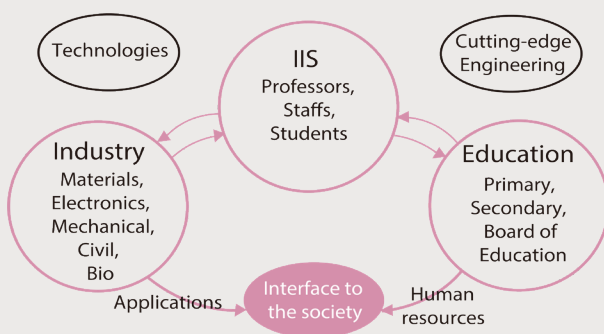 Technologies
IIS
Professors,
Staffs,
Students
Cutting-edge
Engineering
Industry
Materials,
Electronics,
Mechanical,
Civil,
Bio
Education
Primary,
Secondary,
Board of
Education
Applications
Interface to
the society
Human
resources